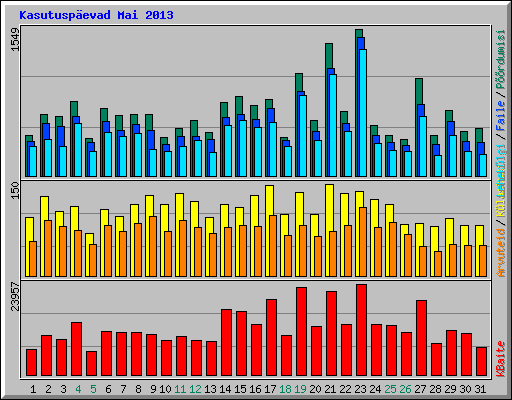 Kasutuspäevad Mai 2013
1549
150
23957
Arvuteid / Küljehekülgi / Faile / Pöördumisi
KBaite
1 2 3 4 5 6 7 8 9 10 11 12 13 14 15 16 17 18 19 20 21 22 23 24 25 26 27 28 29 30 31